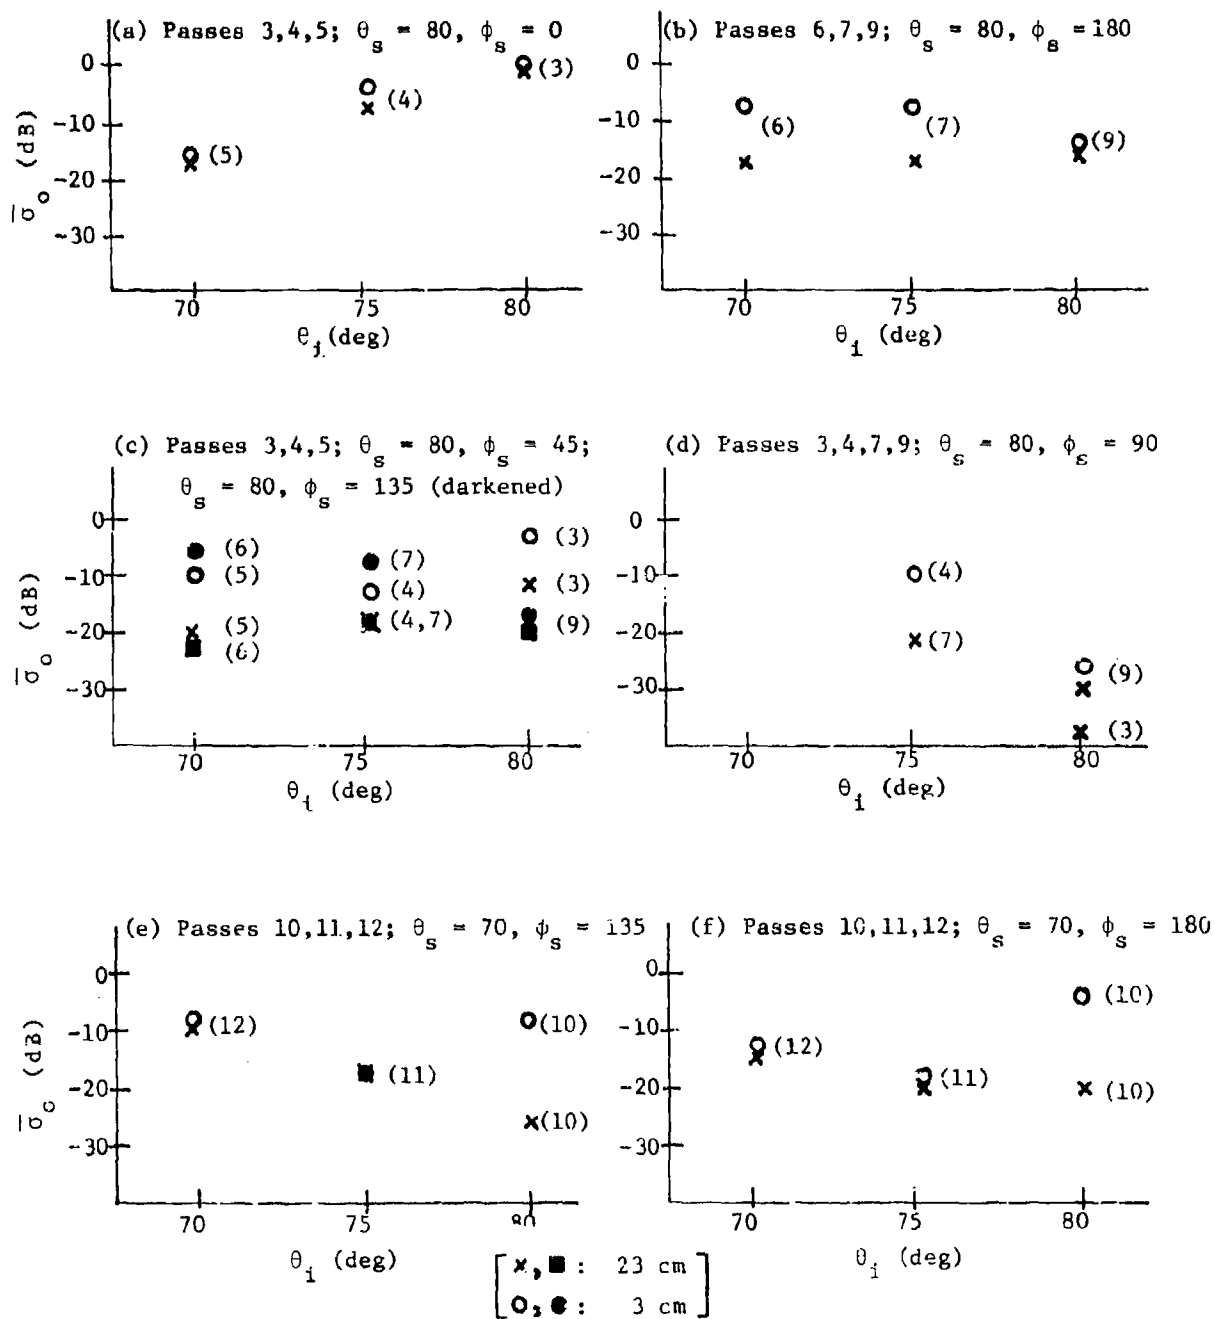 (a) Passes 3,4,5; θs = 80, φs = 0
0
-10
-20
-30
σ̄o (dB)
(5)
(4)
(3)
70 75 80
θi (deg)
(b) Passes 6,7,9; θs = 80, φs = 180
0
-10
-20
-30
(6)
(7)
(9)
70 75 80
θi (deg)
(c) Passes 3,4,5; θs = 80, φs = 45;
θs = 80, φs = 135 (darkened)
0
-10
-20
-30
σ̄o (dB)
(6)
(5)
(5)
(6)
(7)
(4)
(4,7)
(3)
(3)
(9)
70 75 80
θi (deg)
(d) Passes 3,4,7,9; θs = 80, φs = 90
0
-10
-20
-30
(4)
(7)
(9)
(3)
70 75 80
θi (deg)
(e) Passes 10,11,12; θs = 70, φs = 135
0
-10
-20
-30
σ̄o (dB)
(12)
(11)
(10)
(10)
70 75 80
θi (deg)
(f) Passes 10,11,12; θs = 70, φs = 180
0
-10
-20
-30
(12)
(11)
(10)
(10)
70 75 80
θi (deg)
x,■: 23 cm
o,●: 3 cm